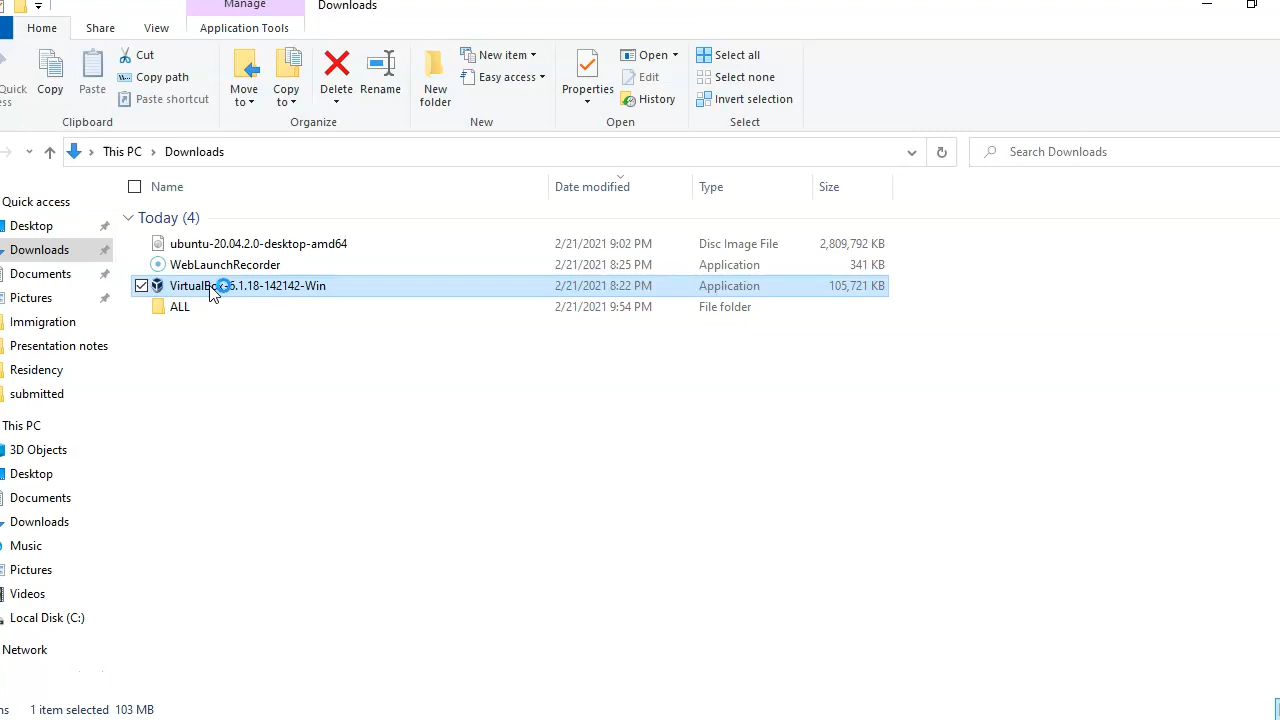 Manage
Downloads
Home
Share
View
Application Tools
Copy
Paste
Cut
Copy path
Paste shortcut
Move to
Copy to
Delete
Rename
New folder
New item
Easy access
Properties
Open
Edit
History
Select all
Select none
Invert selection
Quick
ess
Clipboard
Organize
New
Open
Select
This PC
Downloads
Search Downloads
Name
Date modified
Type
Size
Today (4)
ubuntu-20.04.2.0-desktop-amd64 2/21/2021 9:02 PM Disc Image File 2,809,792 KB
WebLaunchRecorder 2/21/2021 8:25 PM Application 341 KB
VirtualBo 6.1.18-142142-Win 2/21/2021 8:22 PM Application 105,721 KB
ALL 2/21/2021 9:54 PM File folder
Quick access
Desktop
Downloads
Documents
Pictures
Immigration
Presentation notes
Residency
submitted
This PC
3D Objects
Desktop
Documents
Downloads
Music
Pictures
Videos
Local Disk (C:)
Network
ns
1 item selected 103 MB